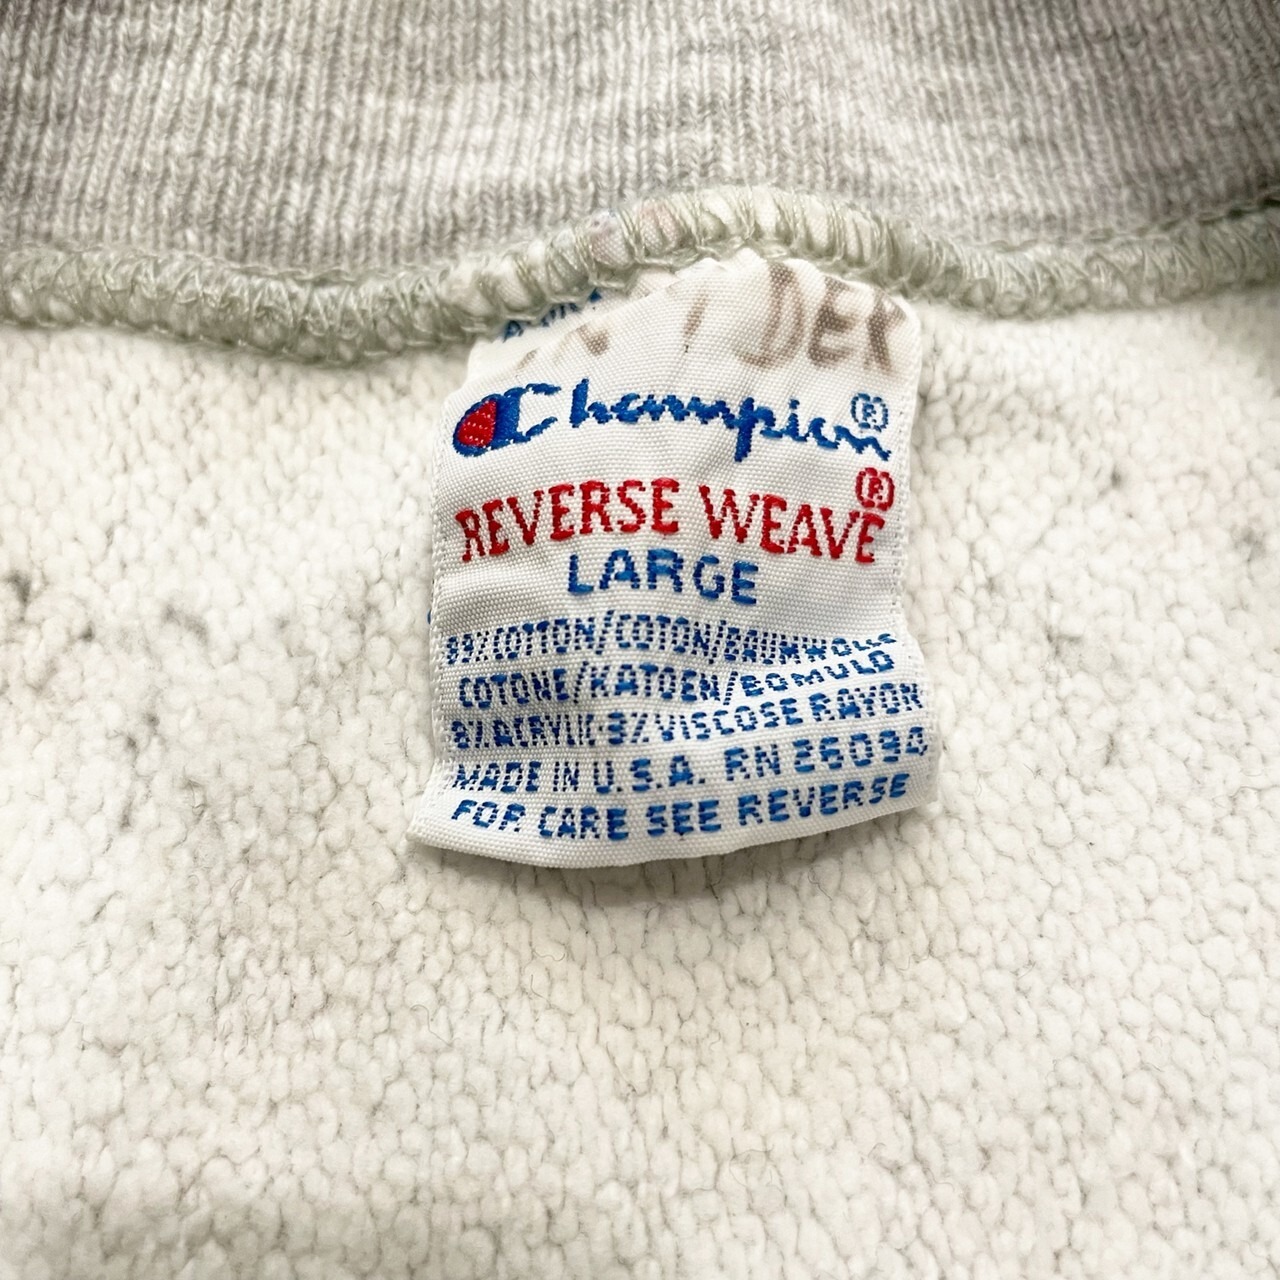 DER
Champion®
REVERSE WEAVE®
LARGE
89% COTTON/COTON/BAUMWOLLE
COTONE/KATOEN/BOMULD
8% ACRYLIC·3% VISCOSE RAYON
MADE IN U.S.A. RN 26094
FOR CARE SEE REVERSE